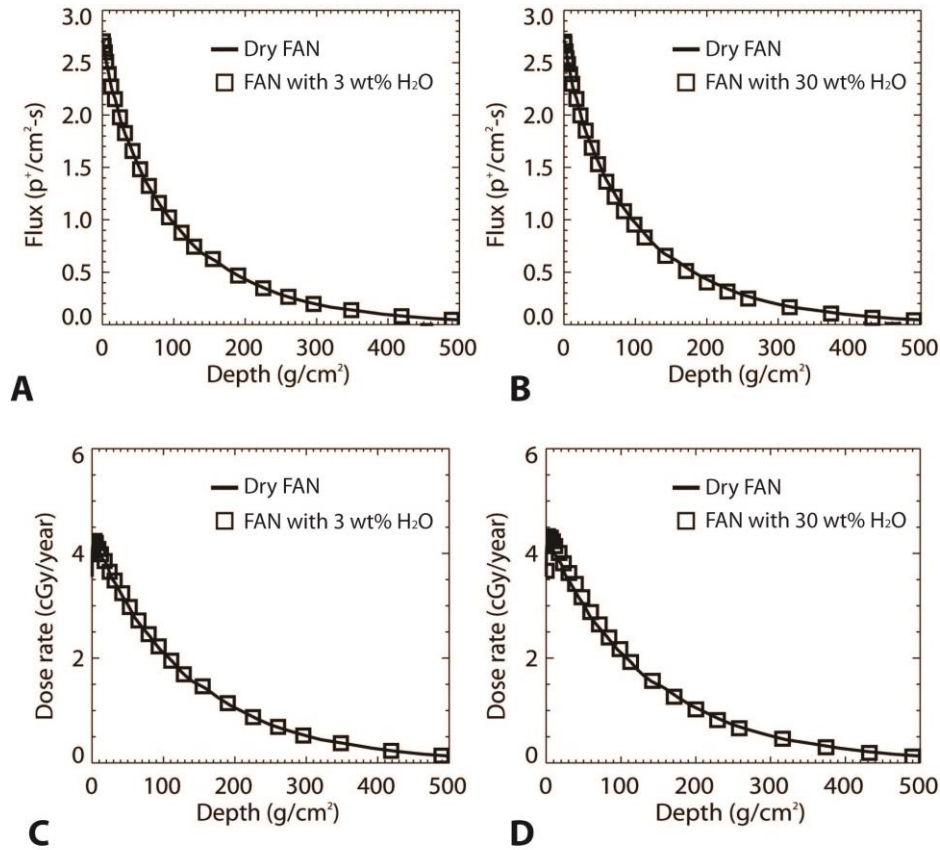 3.0
2.5
2.0
1.5
1.0
0.5
0.0
Flux (p⁺/cm²-s)
Dry FAN
FAN with 3 wt% H₂O
0 100 200 300 400 500
Depth (g/cm²)
A
3.0
2.5
2.0
1.5
1.0
0.5
0.0
Flux (p⁺/cm²-s)
Dry FAN
FAN with 30 wt% H₂O
0 100 200 300 400 500
Depth (g/cm²)
B
6
4
2
0
Dose rate (cGy/year)
Dry FAN
FAN with 3 wt% H₂O
0 100 200 300 400 500
Depth (g/cm²)
C
6
4
2
0
Dose rate (cGy/year)
Dry FAN
FAN with 30 wt% H₂O
0 100 200 300 400 500
Depth (g/cm²)
D